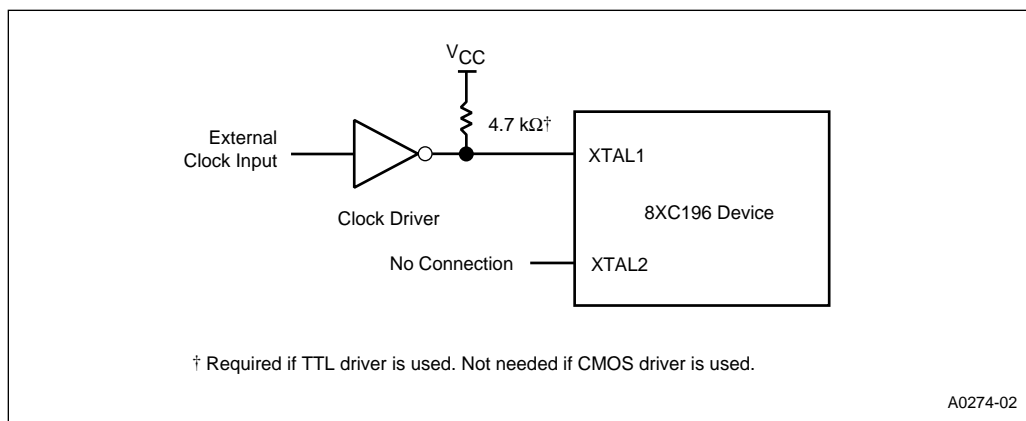 VCC
4.7 kΩ†
External
Clock Input
XTAL1
8XC196 Device
Clock Driver
No Connection
XTAL2
† Required if TTL driver is used. Not needed if CMOS driver is used.
A0274-02